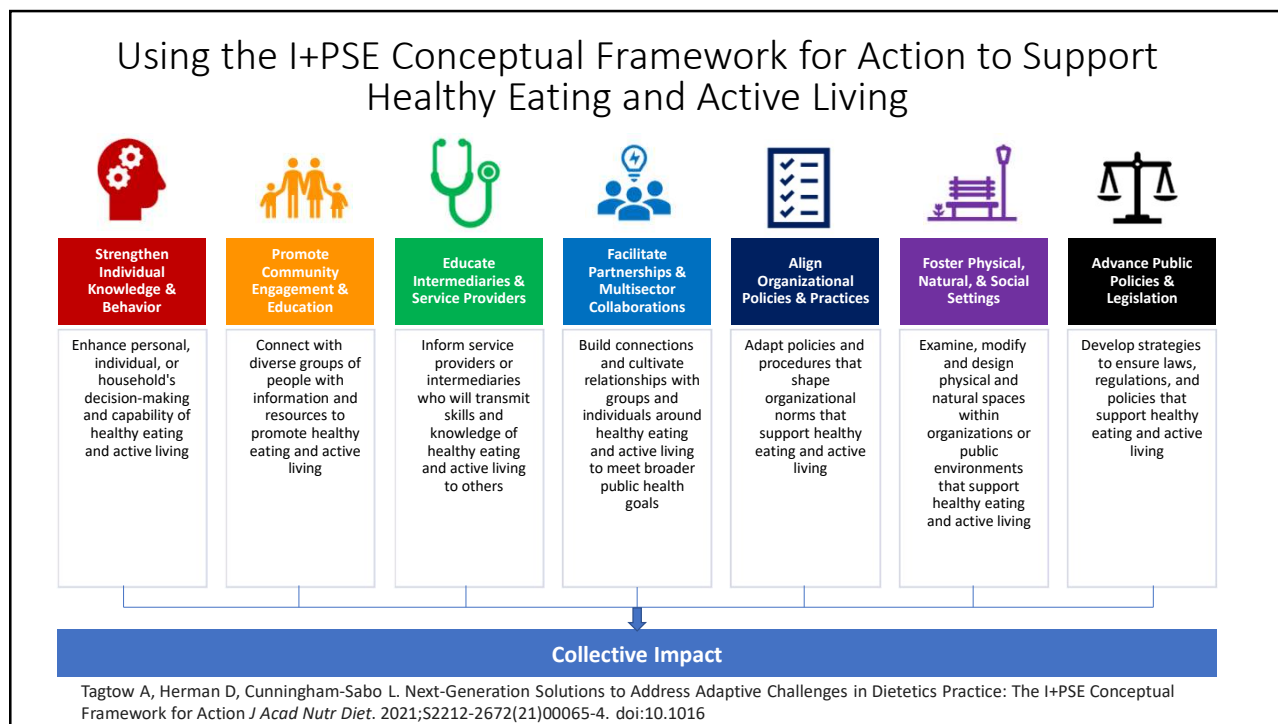 Using the I+PSE Conceptual Framework for Action to Support
Healthy Eating and Active Living
Strengthen
Individual
Knowledge &
Behavior
Enhance personal,
individual, or
household's
decision-making
and capability of
healthy eating
and active living
Promote
Community
Engagement &
Education
Connect with
diverse groups of
people with
information and
resources to
promote healthy
eating and active
living
Educate
Intermediaries &
Service Providers
Inform service
providers or
intermediaries
who will transmit
skills and
knowledge of
healthy eating
and active living
to others
Facilitate
Partnerships &
Multisector
Collaborations
Build connections
and cultivate
relationships with
groups and
individuals around
healthy eating
and active living
to meet broader
public health
goals
Align
Organizational
Policies & Practices
Adapt policies and
procedures that
shape
organizational
norms that
support healthy
eating and active
living
Foster Physical,
Natural, & Social
Settings
Examine, modify
and design
physical and
natural spaces
within
organizations or
public
environments
that support
healthy eating
and active living
Advance Public
Policies &
Legislation
Develop strategies
to ensure laws,
regulations, and
policies that
support healthy
eating and active
living
Collective Impact
Tagtow A, Herman D, Cunningham-Sabo L. Next-Generation Solutions to Address Adaptive Challenges in Dietetics Practice: The I+PSE Conceptual
Framework for Action J Acad Nutr Diet. 2021;S2212-2672(21)00065-4. doi:10.1016